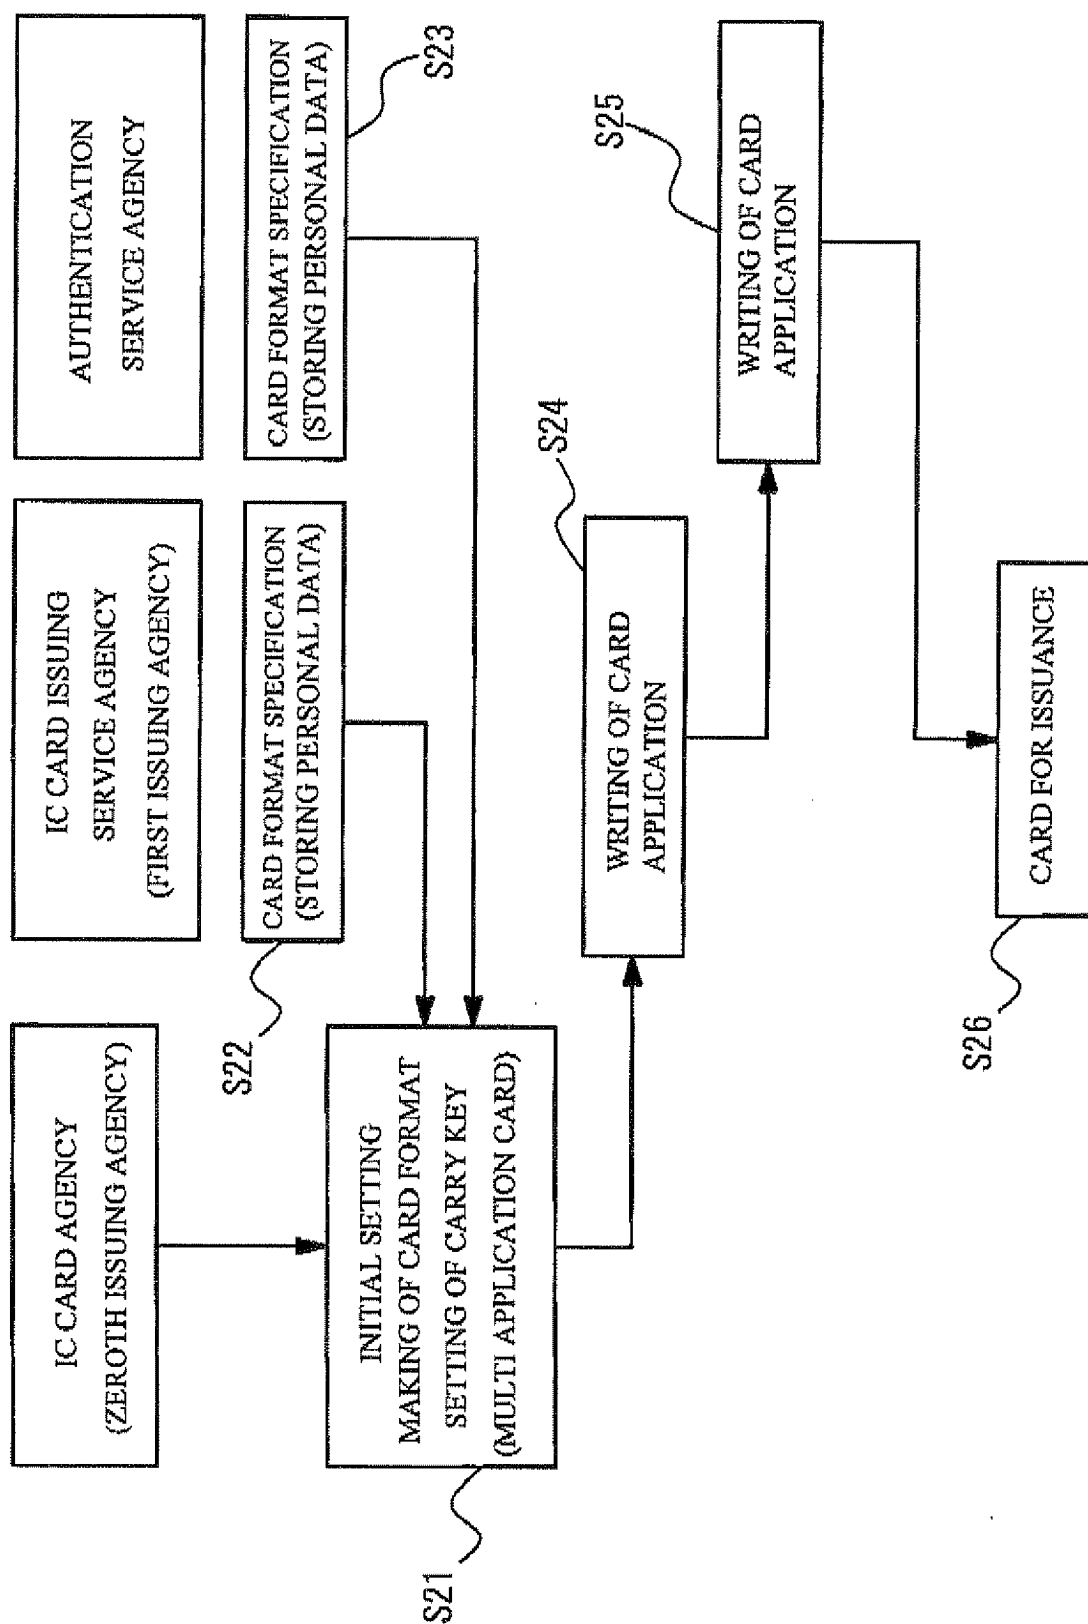 IC CARD AGENCY
(ZEROTH ISSUING AGENCY)
IC CARD ISSUING
SERVICE AGENCY
(FIRST ISSUING AGENCY)
AUTHENTICATION
SERVICE AGENCY
S22
CARD FORMAT SPECIFICATION
(STORING PERSONAL DATA)
CARD FORMAT SPECIFICATION
(STORING PERSONAL DATA)
S23
S21
INITIAL SETTING
MAKING OF CARD FORMAT
SETTING OF CARRY KEY
(MULTI APPLICATION CARD}
S24
WRITING OF CARD
APPLICATION
S25
WRITING OF CARD
APPLICATION
S26
CARD FOR ISSUANCE